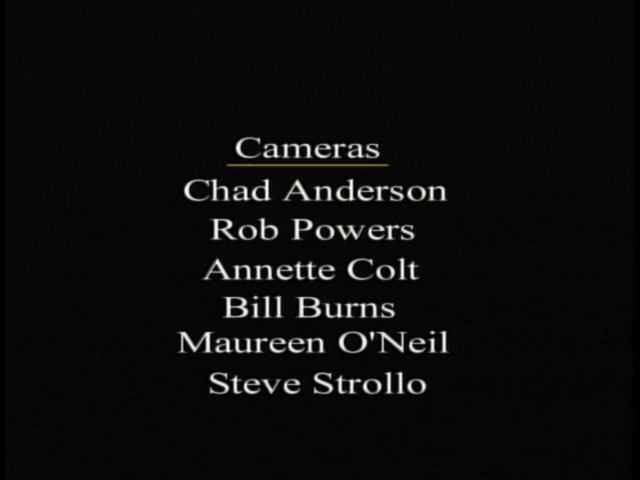 Cameras
Chad Anderson
Rob Powers
Annette Colt
Bill Burns
Maureen O'Neil
Steve Strollo